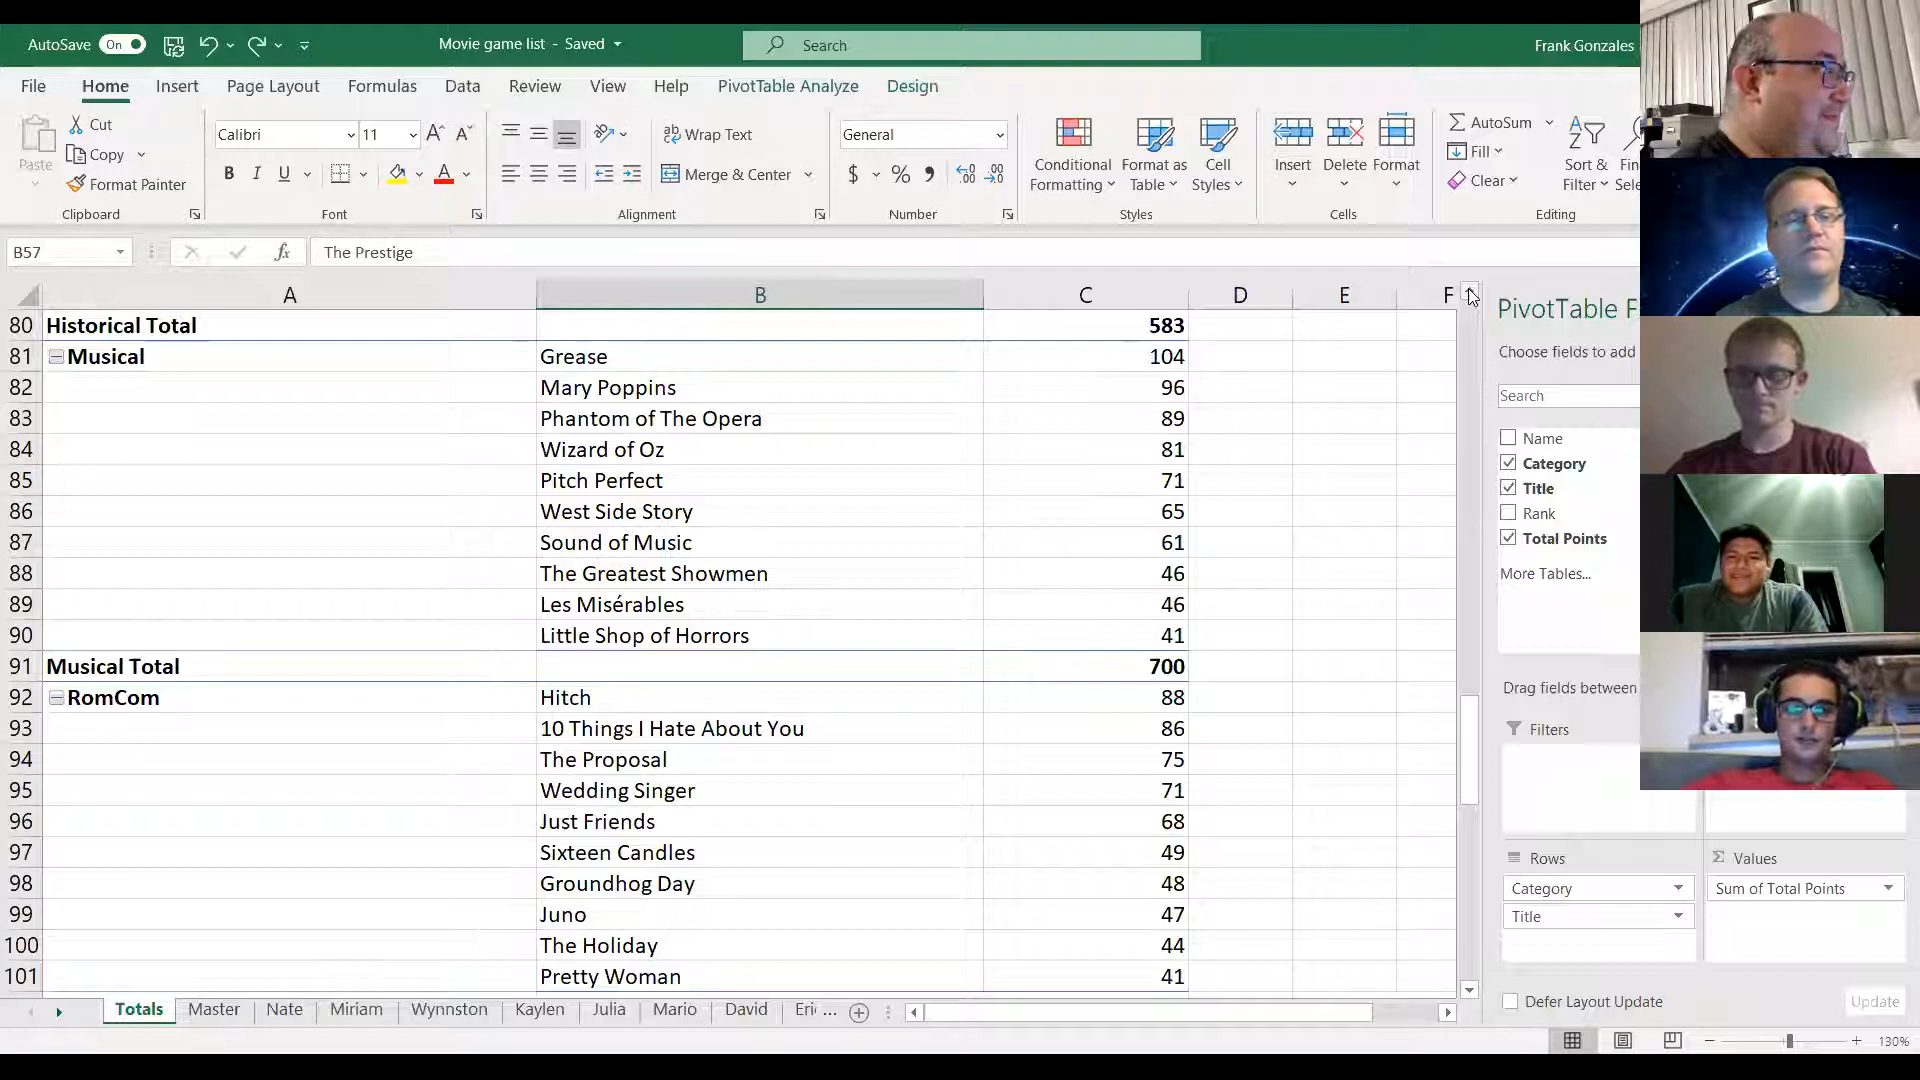 AutoSave On Movie game list - Saved Search Frank Gonzales
File Home Insert Page Layout Formulas Data Review View Help PivotTable Analyze Design
Paste
Cut
Copy
Format Painter
Clipboard
Calibri 11 A A
B I U A
Font
ab Wrap Text
Merge & Center
Alignment
General
$ % 9 .00
Number
Conditional Formatting
Format as Table
Cell Styles
Styles
Insert Delete Format
Cells
AutoSum
Fill
Clear
Sort & Filter
Editing
B57 fx The Prestige
A B C D E F
80 Historical Total 583
81 Musical Grease 104
82 Mary Poppins 96
83 Phantom of The Opera 89
84 Wizard of Oz 81
85 Pitch Perfect 71
86 West Side Story 65
87 Sound of Music 61
88 The Greatest Showmen 46
89 Les Misérables 46
90 Little Shop of Horrors 41
91 Musical Total 700
92 RomCom Hitch 88
93 10 Things I Hate About You 86
94 The Proposal 75
95 Wedding Singer 71
96 Just Friends 68
97 Sixteen Candles 49
98 Groundhog Day 48
99 Juno 47
100 The Holiday 44
101 Pretty Woman 41
PivotTable F
Choose fields to add
Search
Name
Category
Title
Rank
Total Points
More Tables...
Drag fields between
Filters
Rows
Category
Title
Σ Values
Sum of Total Points
Defer Layout Update Update
Totals Master Nate Miriam Wynnston Kaylen Julia Mario David Eri ...
130%